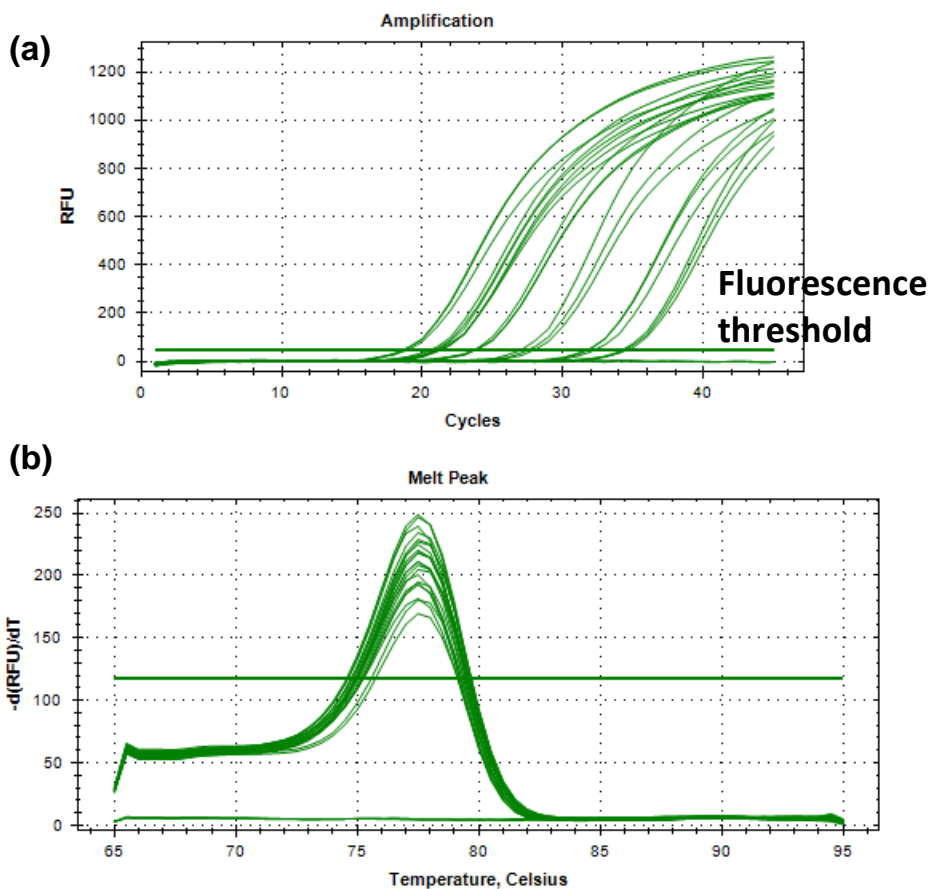 Amplification
(a)
1200
1000
800
600
400
200
0
RFU
Fluorescence
threshold
0 10 20 30 40
Cycles
(b)
Melt Peak
250
200
150
100
50
0
-d(RFU)/dT
65 70 75 80 85 90 95
Temperature, Celsius